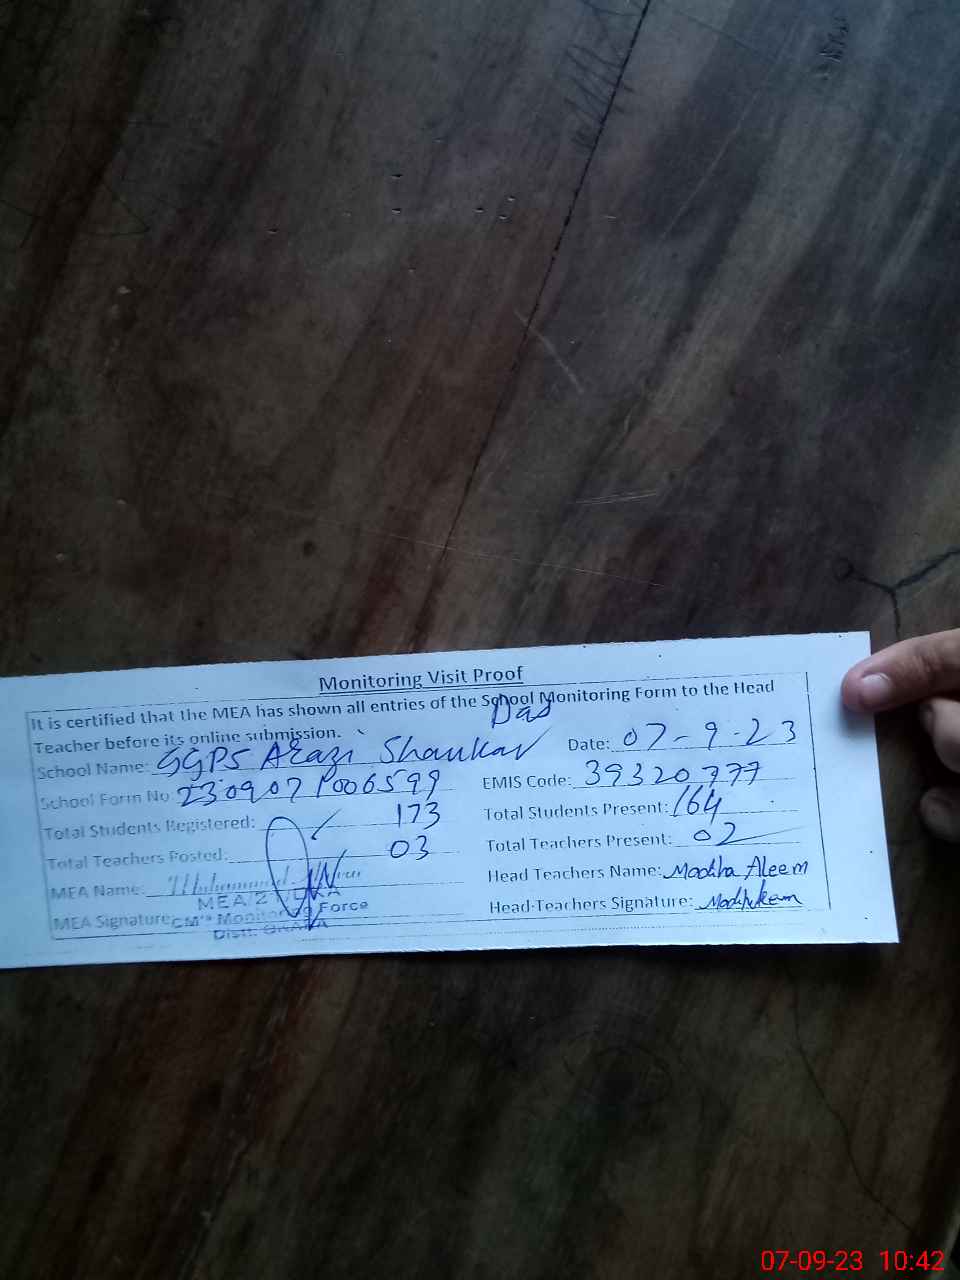 Monitoring Visit Proof
It is certified that the MEA has shown all entries of the School Monitoring Form to the Head
Teacher before its online submission.
School Name: GGPS Arazi Shankar Das Date: 07-9-23
School Form No 230907P006599 EMIS Code: 39320777
Total Students Registered: 173 Total Students Present: 164
Total Teachers Posted: 03 Total Teachers Present: 02
MEA Name: Muhammad Head Teachers Name: Madiha Aleem
MEA Signature Head-Teachers Signature:
MEA/2
CM's Monitoring Force
Distt.
07-09-23 10:42